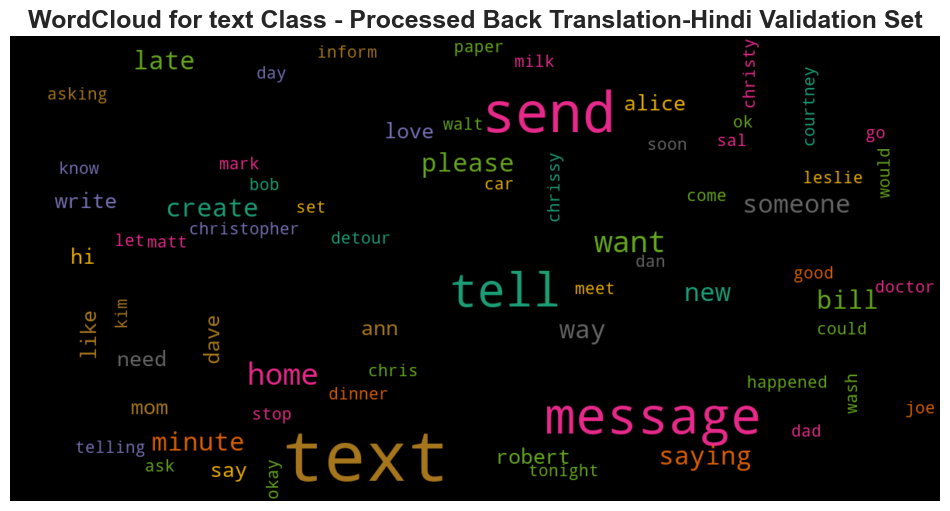 WordCloud for text Class - Processed Back Translation-Hindi Validation Set
paper
inform
milk
late
christy
day
courtney
asking
send
alice
ok
love
walt
go
soon
sal
please
chrissy
would
know
mark
car
leslie
bob
write
create
set
come
someone
christopher
let
matt
detour
want
hi
dan
good
tell
meet
new
doctor
bill
kim
like
dave
ann
way
could
need
home
chris
happened
wash
dinner
mom
stop
message
joe
dad
telling
minute
text
robert
saying
ask
say
okay
tonight